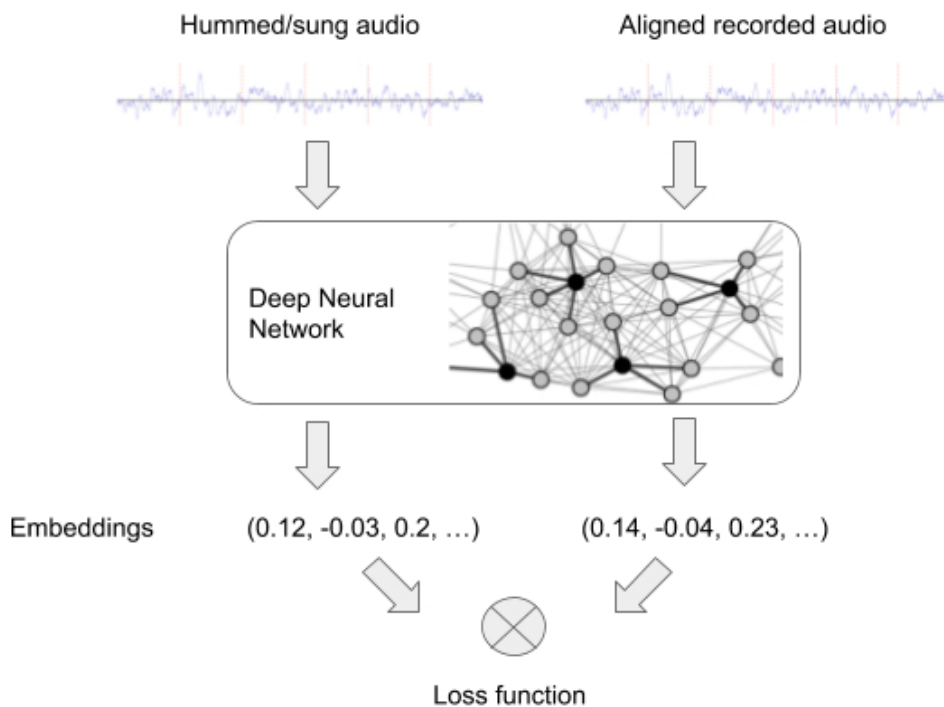 Hummed/sung audio
Aligned recorded audio
Deep Neural
Network
Embeddings
(0.12, -0.03, 0.2, …)
(0.14, -0.04, 0.23, …)
Loss function